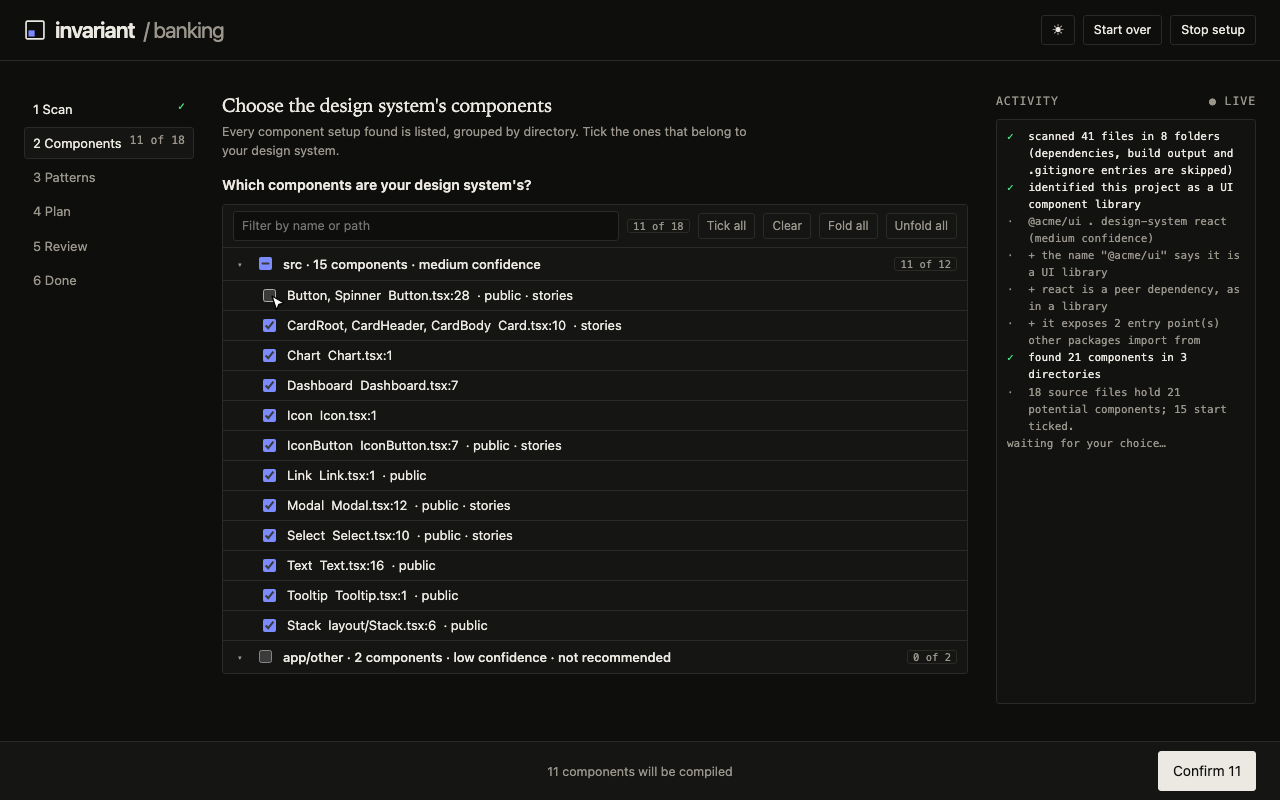 invariant / banking
☀ Start over Stop setup
1 Scan ✓
2 Components 11 of 18
3 Patterns
4 Plan
5 Review
6 Done
Choose the design system's components
Every component setup found is listed, grouped by directory. Tick the ones that belong to
your design system.
Which components are your design system's?
Filter by name or path 11 of 18 Tick all Clear Fold all Unfold all
src · 15 components · medium confidence 11 of 12
Button, Spinner Button.tsx:28 · public · stories
CardRoot, CardHeader, CardBody Card.tsx:10 · stories
Chart Chart.tsx:1
Dashboard Dashboard.tsx:7
Icon Icon.tsx:1
IconButton IconButton.tsx:7 · public · stories
Link Link.tsx:1 · public
Modal Modal.tsx:12 · public · stories
Select Select.tsx:10 · public · stories
Text Text.tsx:16 · public
Tooltip Tooltip.tsx:1 · public
Stack layout/Stack.tsx:6 · public
app/other · 2 components · low confidence · not recommended 0 of 2
ACTIVITY ● LIVE
✓ scanned 41 files in 8 folders
(dependencies, build output and
.gitignore entries are skipped)
✓ identified this project as a UI
component library
· @acme/ui . design-system react
(medium confidence)
· + the name "@acme/ui" says it is
a UI library
· + react is a peer dependency, as
in a library
· + it exposes 2 entry point(s)
other packages import from
✓ found 21 components in 3
directories
· 18 source files hold 21
potential components; 15 start
ticked.
waiting for your choice…
11 components will be compiled
Confirm 11